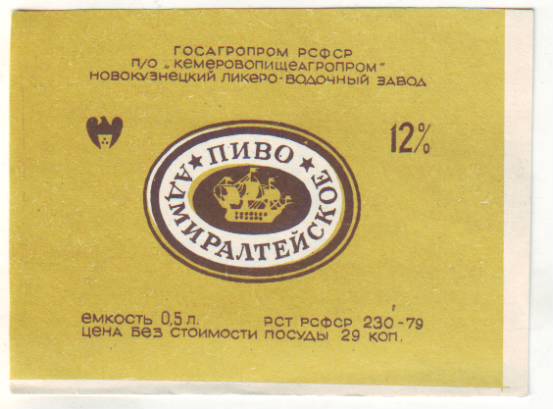 ГОСАГРОПРОМ РСФСР
П/О „КЕМЕРОВОПИЩЕАГРОПРОМ"
НОВОКУЗНЕЦКИЙ ЛИКЕРО-ВОДОЧНЫЙ ЗАВОД
12%
★ ПИВО ★
АДМИРАЛТЕЙСКОЕ
ЕМКОСТЬ 0,5 Л. РСТ РСФСР 230-79
ЦЕНА БЕЗ СТОИМОСТИ ПОСУДЫ 29 КОП.